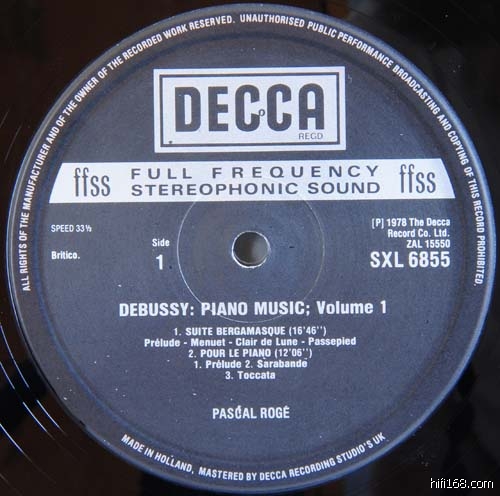 ALL RIGHTS OF THE MANUFACTURER AND OF THE OWNER OF THE RECORDED WORK RESERVED. UNAUTHORISED PUBLIC PERFORMANCE BROADCASTING AND COPYING OF THIS RECORD PROHIBITED.
DECCA
REGD.
ffss FULL FREQUENCY ffss
STEREOPHONIC SOUND
SPEED 33⅓
Britico.
Side
1
[P] 1978 The Decca
Record Co. Ltd.
ZAL 15550
SXL 6855
DEBUSSY: PIANO MUSIC; Volume 1
1. SUITE BERGAMASQUE (16'46'')
Prélude - Menuet - Clair de Lune - Passepied
2. POUR LE PIANO (12'06'')
1. Prélude 2. Sarabande
3. Toccata
PASCAL ROGÉ
MADE IN HOLLAND, MASTERED BY DECCA RECORDING STUDIO'S UK
hifi168.com